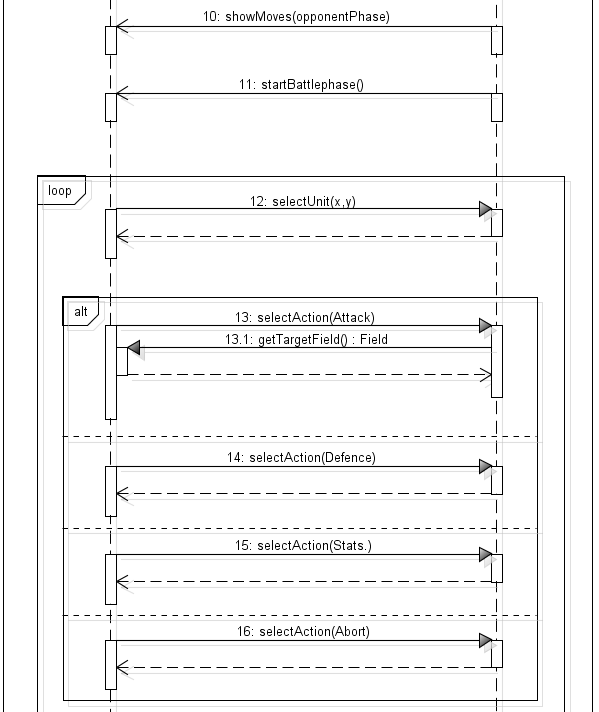 10: showMoves(opponentPhase)
11: startBattlephase()
loop
12: selectUnit(x,y)
alt
13: selectAction(Attack)
13.1: getTargetField() : Field
14: selectAction(Defence)
15: selectAction(Stats.)
16: selectAction(Abort)